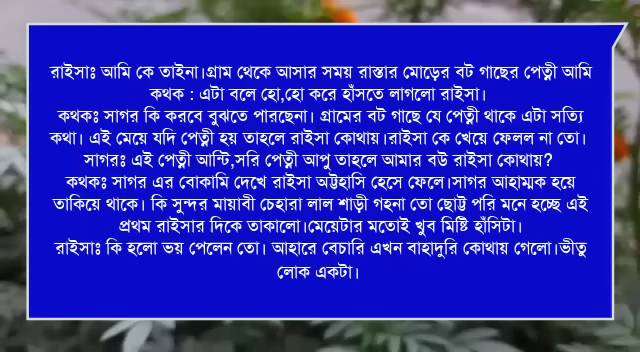 রাইসাঃ আমি কে তাইনা।গ্রাম থেকে আসার সময় রাস্তার মোড়ের বট গাছের পেত্নী আমি
কথক : এটা বলে হো,হো করে হাঁসতে লাগলো রাইসা।
কথকঃ সাগর কি করবে বুঝতে পারছেনা। গ্রামের বট গাছে যে পেত্নী থাকে এটা সত্যি
কথা। এই মেয়ে যদি পেত্নী হয় তাহলে রাইসা কোথায়।রাইসা কে খেয়ে ফেলল না তো।
সাগরঃ এই পেত্নী আন্টি,সরি পেত্নী আপু তাহলে আমার বউ রাইসা কোথায়?
কথকঃ সাগর এর বোকামি দেখে রাইসা অট্টহাসি হেসে ফেলে।সাগর আহাম্মক হয়ে
তাকিয়ে থাকে। কি সুন্দর মায়াবী চেহারা লাল শাড়ী গহনা তো ছোট্ট পরি মনে হচ্ছে এই
প্রথম রাইসার দিকে তাকালো।মেয়েটার মতোই খুব মিষ্টি হাঁসিটা।
রাইসাঃ কি হলো ভয় পেলেন তো। আহারে বেচারি এখন বাহাদুরি কোথায় গেলো।ভীতু
লোক একটা।